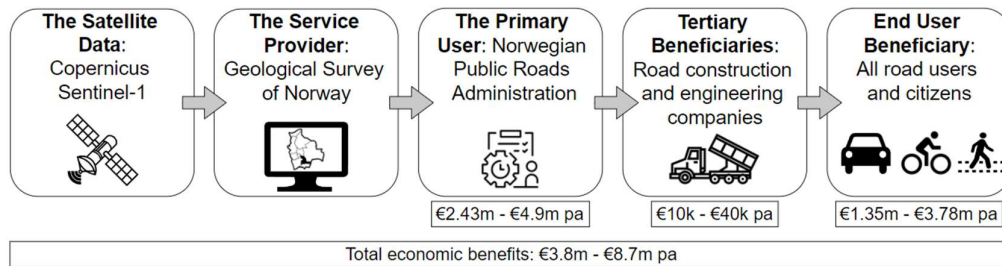 The Satellite
Data:
Copernicus
Sentinel-1
The Service
Provider:
Geological Survey
of Norway
The Primary
User: Norwegian
Public Roads
Administration
Tertiary
Beneficiaries:
Road construction
and engineering
companies
End User
Beneficiary:
All road users
and citizens
€2.43m - €4.9m pa
€10k - €40k pa
€1.35m - €3.78m pa
Total economic benefits: €3.8m - €8.7m pa